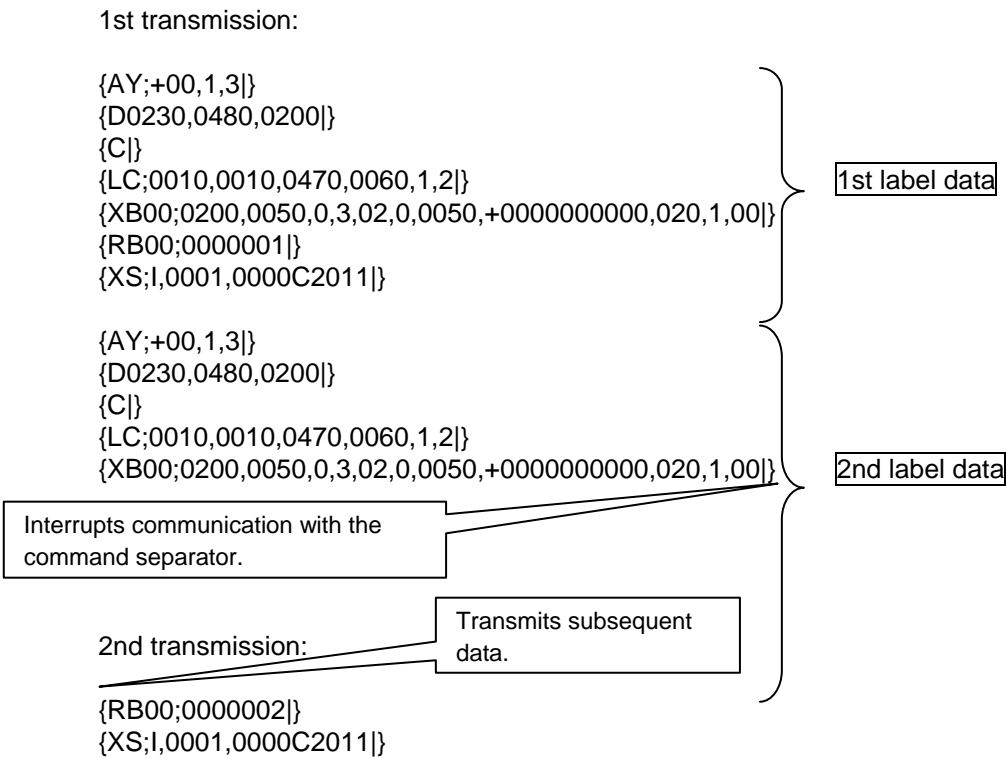 1st transmission:
{AY;+00,1,3|}
{D0230,0480,0200|}
{C|}
{LC;0010,0010,0470,0060,1,2|}
1st label data
{XB00;0200,0050,0,3,02,0,0050,+0000000000,020,1,00|}
{RB00;0000001|}
{XS;I,0001,0000C2011|}
{AY;+00,1,3|}
{D0230,0480,0200|}
{C|}
{LC;0010,0010,0470,0060,1,2|}
{XB00;0200,0050,0,3,02,0,0050,+0000000000,020,1,00|}
2nd label data
Interrupts communication with the
command separator.
Transmits subsequent
data.
2nd transmission:
{RB00;0000002|}
{XS;I,0001,0000C2011|}